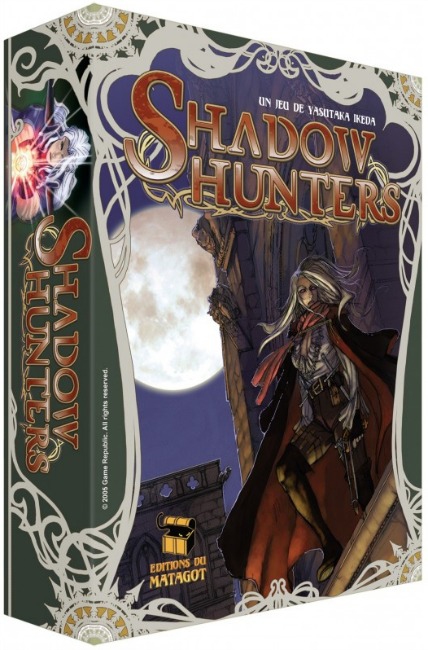 UN JEU DE YASUTAKA IKEDA
SHADOW
HUNTERS
EDITIONS DU
MATAGOT
SHADOW
HUNTERS
© 2005 Game Republic. All rights reserved.